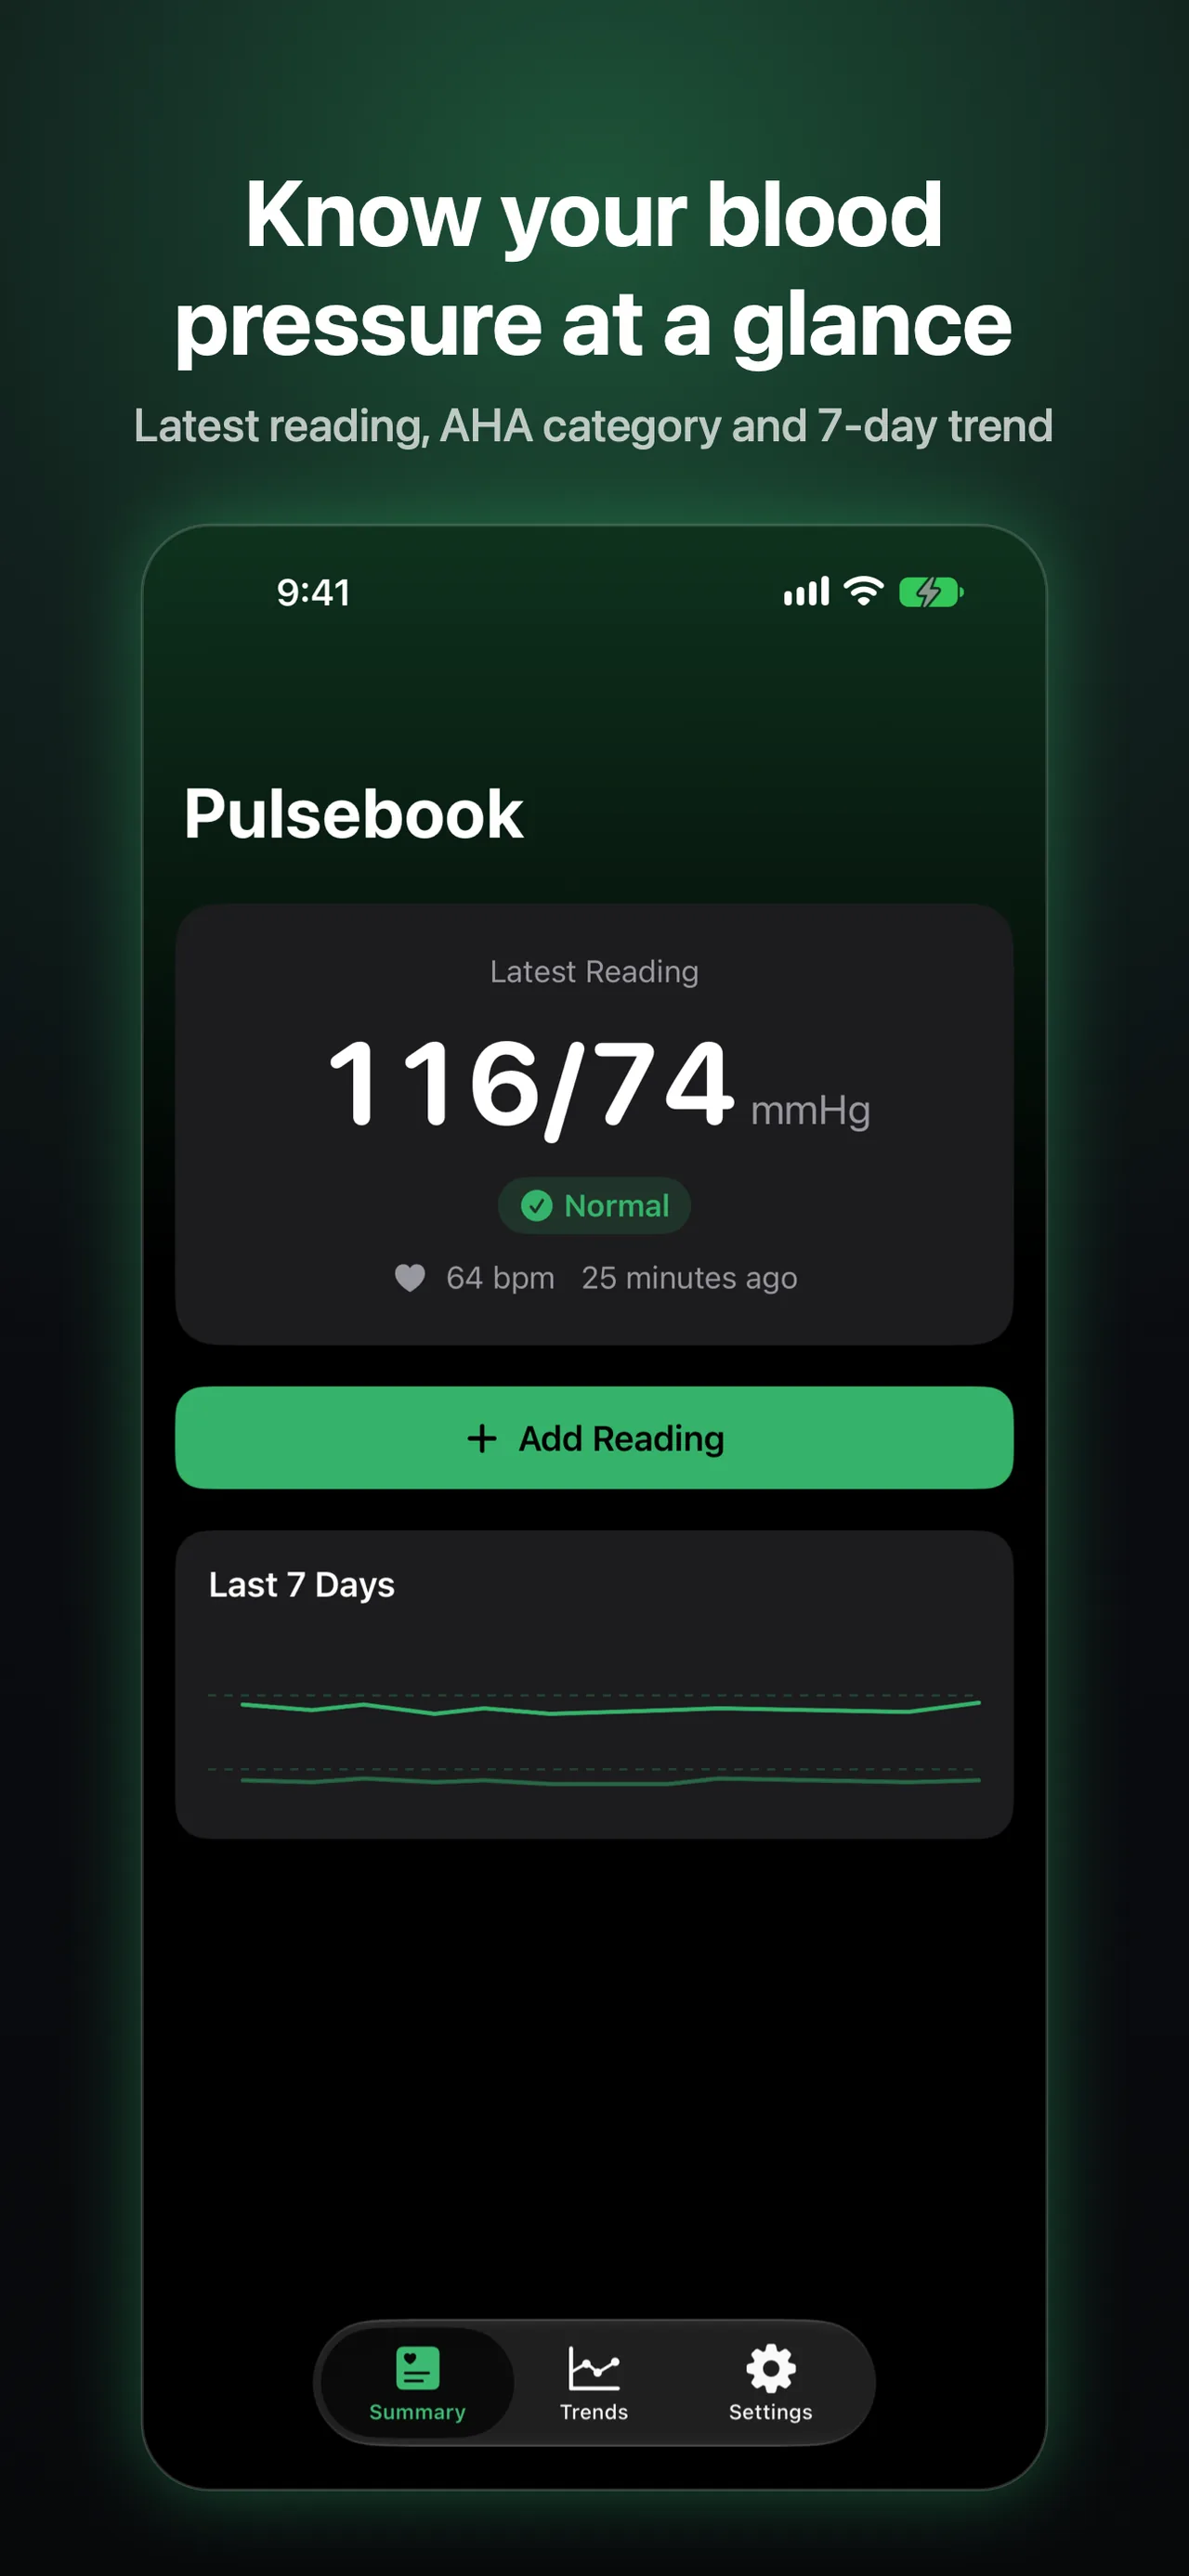 Know your blood
pressure at a glance
Latest reading, AHA category and 7-day trend
9:41
Pulsebook
Latest Reading
116/74 mmHg
Normal
64 bpm 25 minutes ago
+ Add Reading
Last 7 Days
Summary Trends Settings